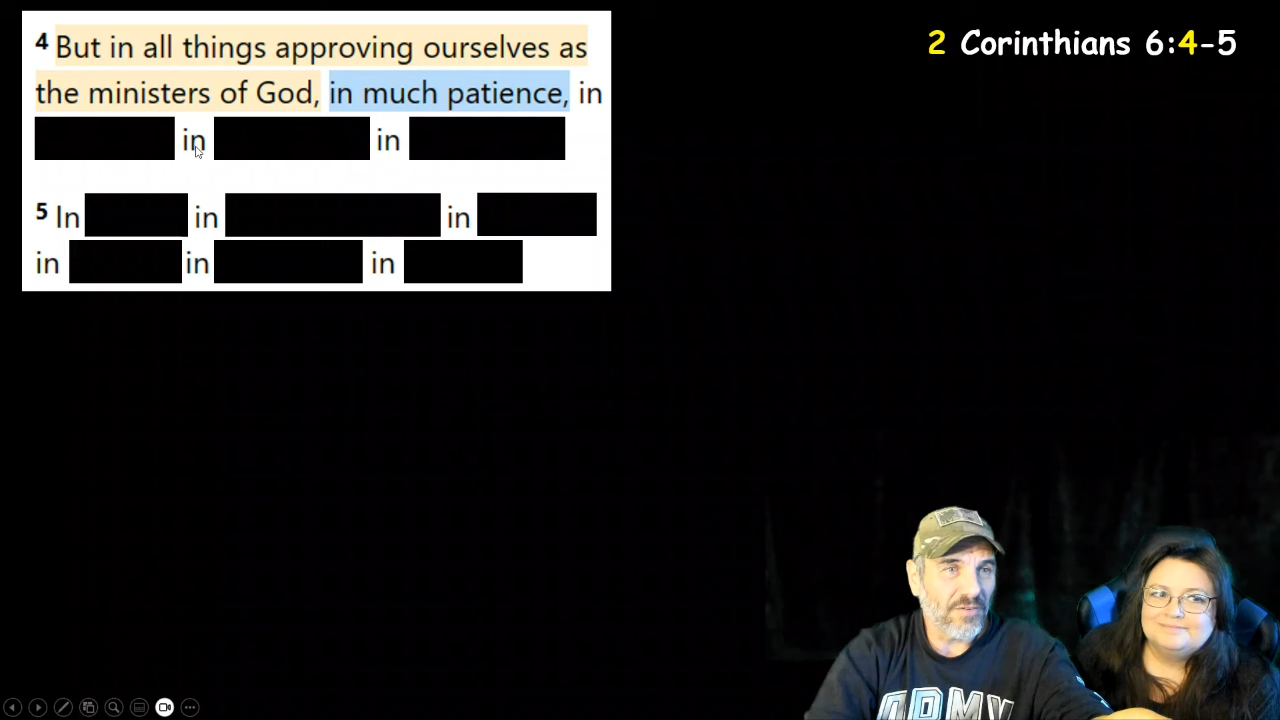 4 But in all things approving ourselves as
the ministers of God, in much patience, in
in in
5 In in in
in in in
2 Corinthians 6:4-5
ARMY